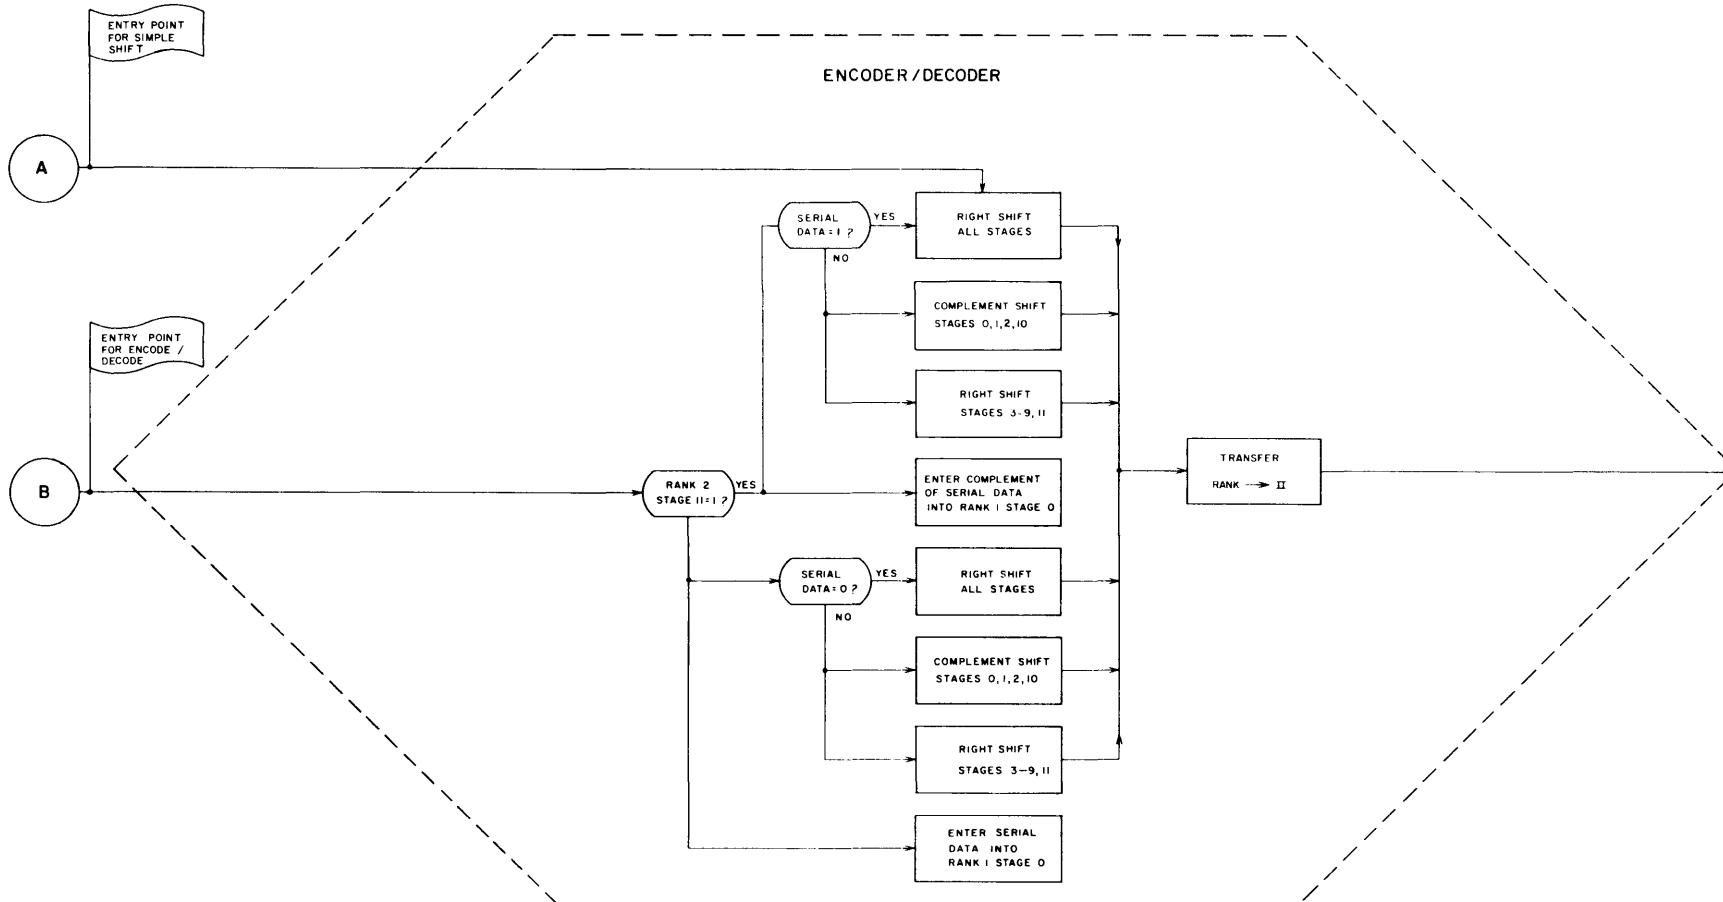 ENTRY POINT
FOR SIMPLE
SHIFT
ENCODER / DECODER
A
SERIAL
DATA = 1 ?
YES
NO
RIGHT SHIFT
ALL STAGES
COMPLEMENT SHIFT
STAGES 0, 1, 2, 10
ENTRY POINT
FOR ENCODE /
DECODE
RIGHT SHIFT
STAGES 3-9, 11
B
RANK 2
STAGE 11=1 ?
YES
ENTER COMPLEMENT
OF SERIAL DATA
INTO RANK 1 STAGE 0
TRANSFER
RANK → II
SERIAL
DATA = 0 ?
YES
NO
RIGHT SHIFT
ALL STAGES
COMPLEMENT SHIFT
STAGES 0, 1, 2, 10
RIGHT SHIFT
STAGES 3-9, 11
ENTER SERIAL
DATA INTO
RANK 1 STAGE 0